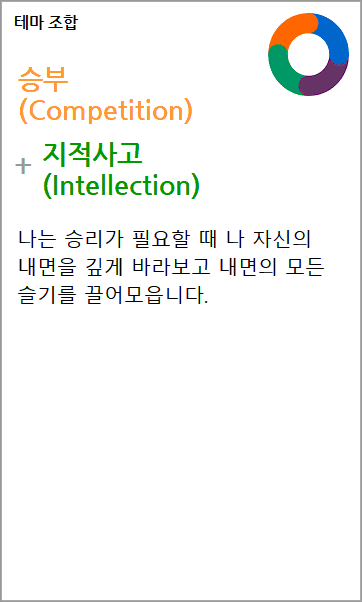 테마 조합
승부
(Competition)
+ 지적사고
(Intellection)
나는 승리가 필요할 때 나 자신의
내면을 깊게 바라보고 내면의 모든
슬기를 끌어모읍니다.